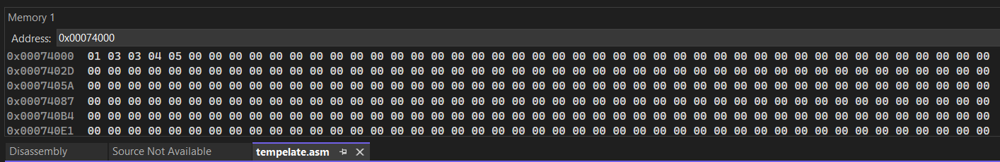 Memory 1
Address: 0x00074000
0x00074000 01 03 03 04 05 00 00 00 00 00 00 00 00 00 00 00 00 00 00 00 00 00 00 00 00 00 00 00 00 00 00 00 00 00 00 00 00 00 00 00 00 00 00 00 00
0x0007402D 00 00 00 00 00 00 00 00 00 00 00 00 00 00 00 00 00 00 00 00 00 00 00 00 00 00 00 00 00 00 00 00 00 00 00 00 00 00 00 00 00 00 00 00 00
0x0007405A 00 00 00 00 00 00 00 00 00 00 00 00 00 00 00 00 00 00 00 00 00 00 00 00 00 00 00 00 00 00 00 00 00 00 00 00 00 00 00 00 00 00 00 00 00
0x00074087 00 00 00 00 00 00 00 00 00 00 00 00 00 00 00 00 00 00 00 00 00 00 00 00 00 00 00 00 00 00 00 00 00 00 00 00 00 00 00 00 00 00 00 00 00
0x000740B4 00 00 00 00 00 00 00 00 00 00 00 00 00 00 00 00 00 00 00 00 00 00 00 00 00 00 00 00 00 00 00 00 00 00 00 00 00 00 00 00 00 00 00 00 00
0x000740E1 00 00 00 00 00 00 00 00 00 00 00 00 00 00 00 00 00 00 00 00 00 00 00 00 00 00 00 00 00 00 00 00 00 00 00 00 00 00 00 00 00 00 00 00 00
Disassembly Source Not Available tempelate.asm